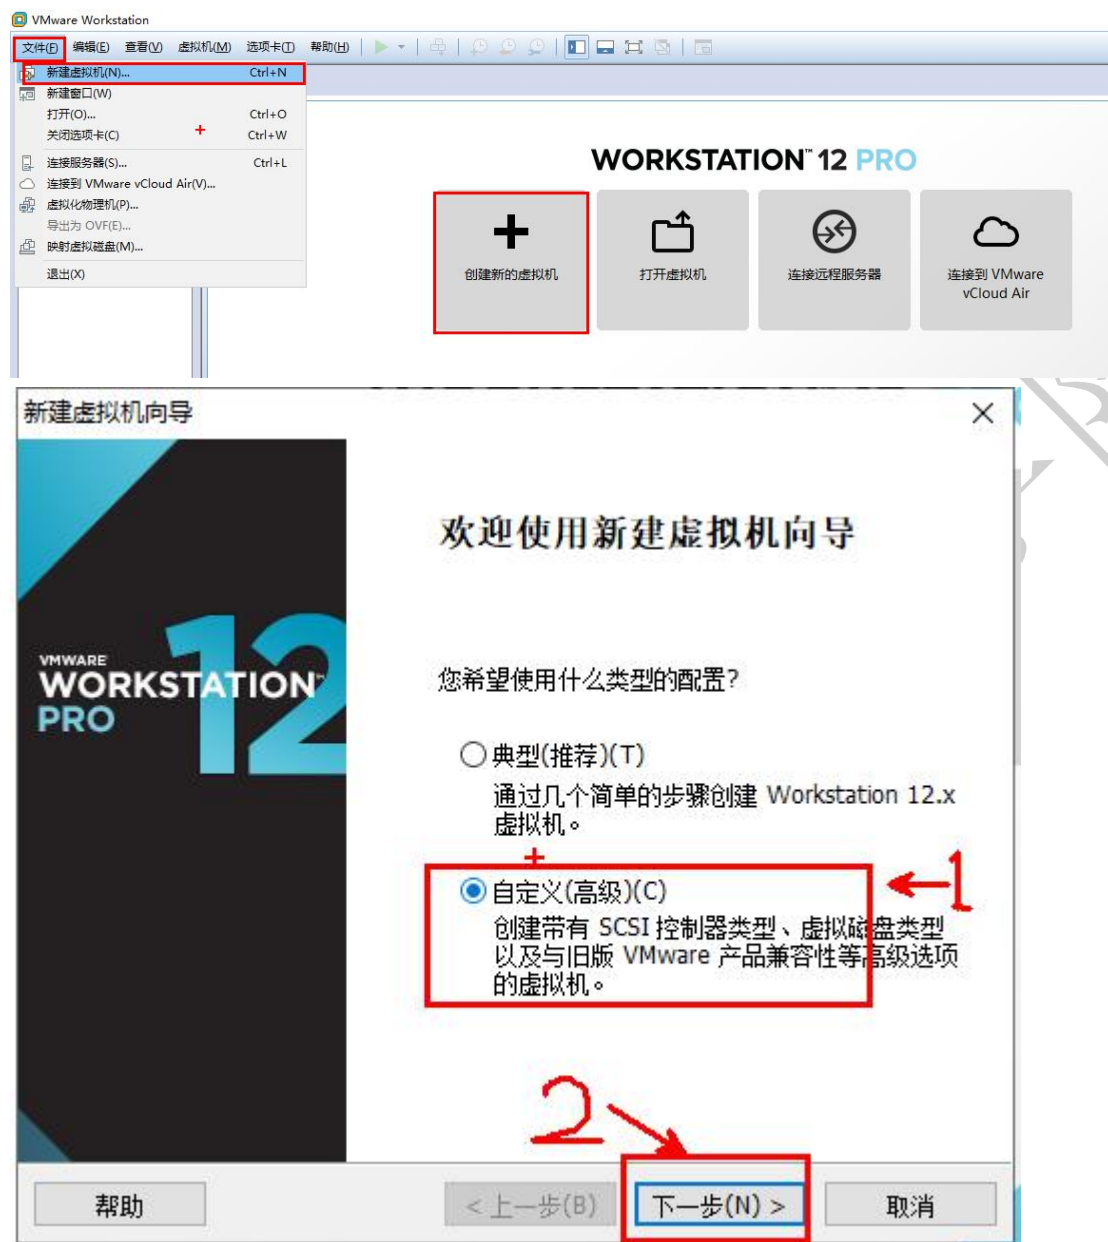 VMware Workstation
文件(F) 编辑(E) 查看(V) 虚拟机(M) 选项卡(T) 帮助(H)
新建虚拟机(N)... Ctrl+N
新建窗口(W)
打开(O)... Ctrl+O
关闭选项卡(C) Ctrl+W
连接服务器(S)... Ctrl+L
连接到 VMware vCloud Air(V)...
虚拟化物理机(P)...
导出为 OVF(E)...
映射虚拟磁盘(M)...
退出(X)
WORKSTATION™ 12 PRO
创建新的虚拟机
打开虚拟机
连接远程服务器
连接到 VMware
vCloud Air
新建虚拟机向导
VMWARE
WORKSTATION™
PRO
12
欢迎使用新建虚拟机向导
您希望使用什么类型的配置?
典型(推荐)(T)
通过几个简单的步骤创建 Workstation 12.x
虚拟机。
1
自定义(高级)(C)
创建带有 SCSI 控制器类型、虚拟磁盘类型
以及与旧版 VMware 产品兼容性等高级选项
的虚拟机。
2
帮助 < 上一步(B) 下一步(N) > 取消